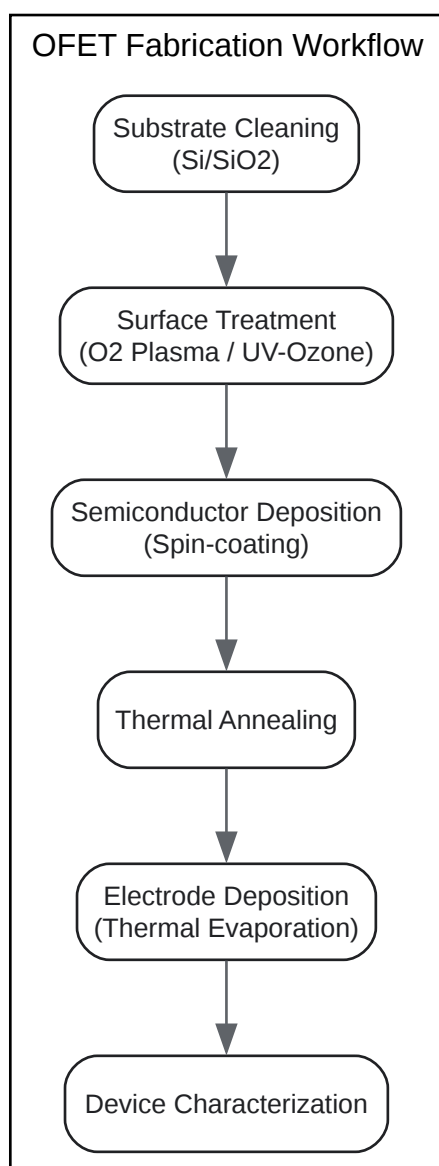 OFET Fabrication Workflow
Substrate Cleaning
(Si/SiO2)
Surface Treatment
(O2 Plasma / UV-Ozone)
Semiconductor Deposition
(Spin-coating)
Thermal Annealing
Electrode Deposition
(Thermal Evaporation)
Device Characterization